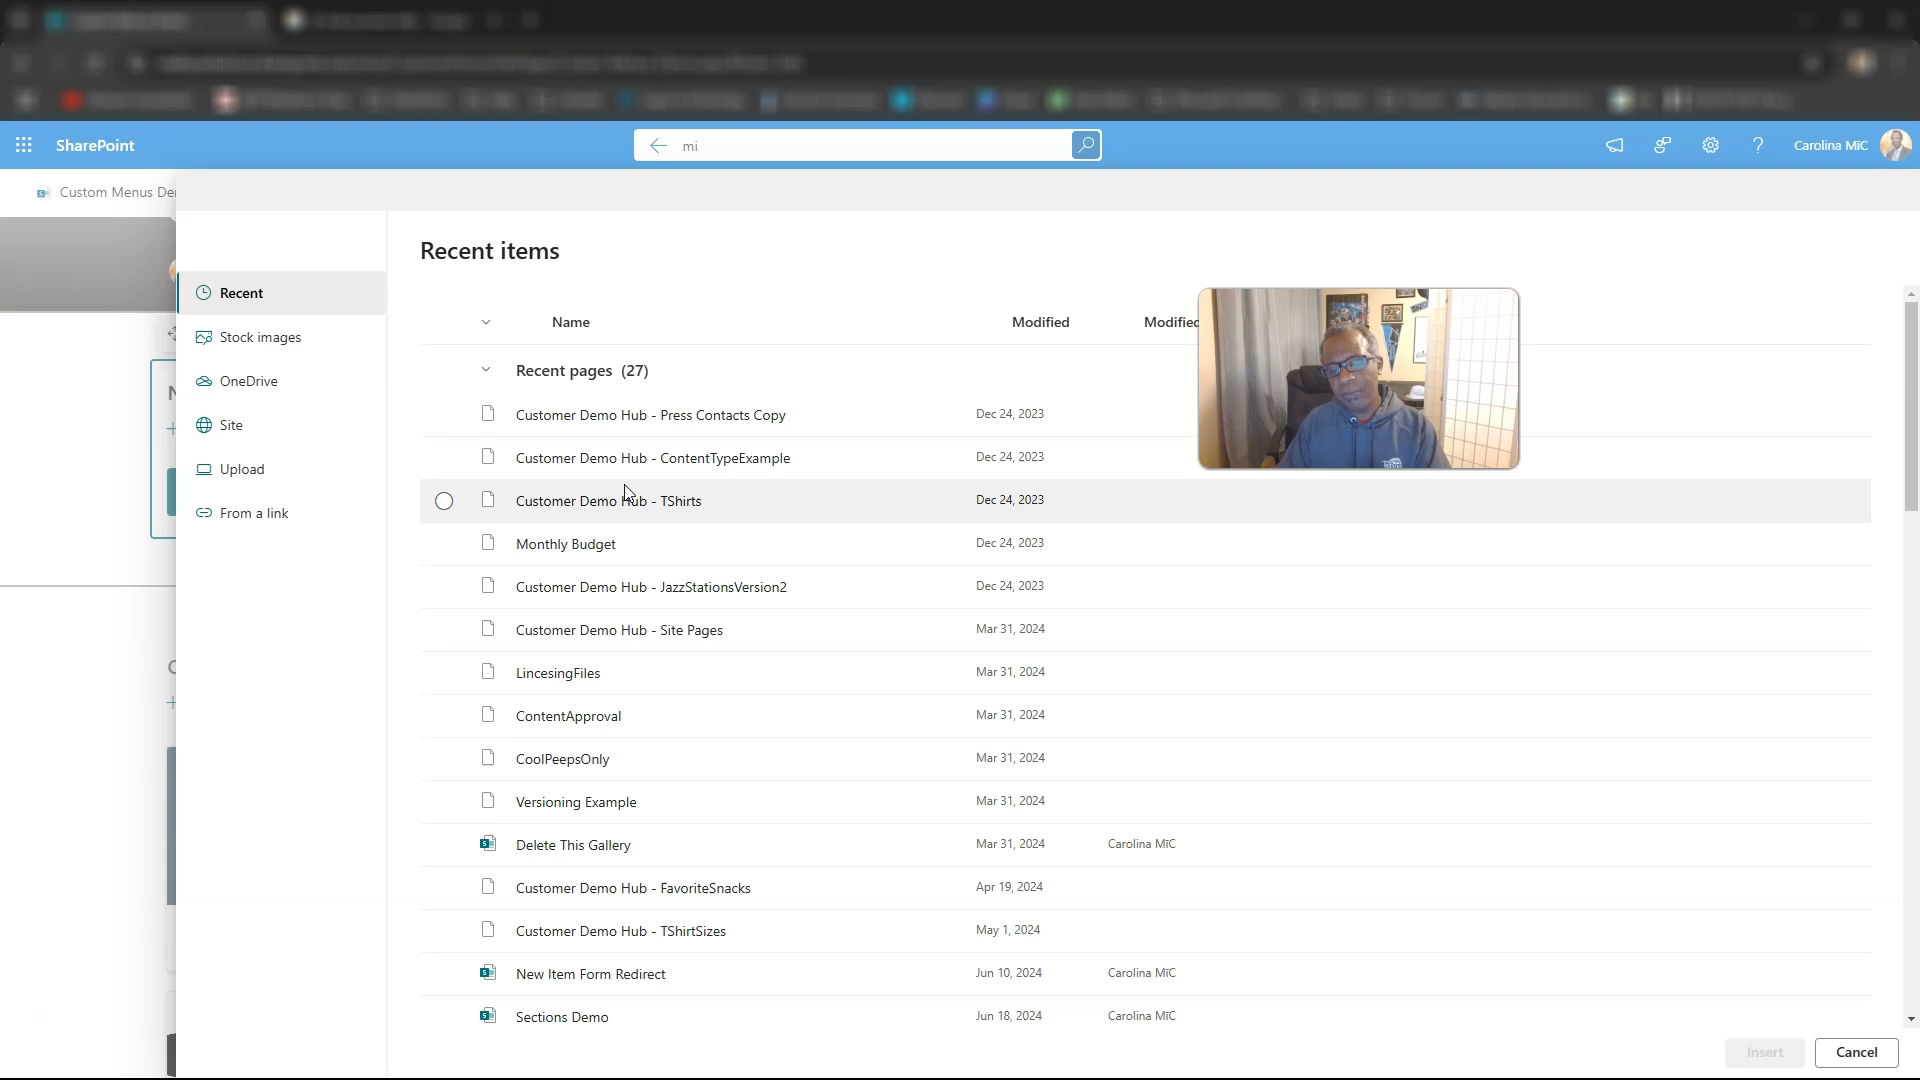 SharePoint
mi
?
Carolina MiC
Custom Menus De
Recent items
Recent
Name
Modified
Modified
Stock images
Recent pages (27)
OneDrive
Customer Demo Hub - Press Contacts Copy
Dec 24, 2023
Site
Customer Demo Hub - ContentTypeExample
Dec 24, 2023
Upload
Customer Demo Hub - TShirts
Dec 24, 2023
From a link
Monthly Budget
Dec 24, 2023
Customer Demo Hub - JazzStationsVersion2
Dec 24, 2023
Customer Demo Hub - Site Pages
Mar 31, 2024
LincesingFiles
Mar 31, 2024
ContentApproval
Mar 31, 2024
CoolPeepsOnly
Mar 31, 2024
Versioning Example
Mar 31, 2024
Delete This Gallery
Mar 31, 2024
Carolina MiC
Customer Demo Hub - FavoriteSnacks
Apr 19, 2024
Customer Demo Hub - TShirtSizes
May 1, 2024
New Item Form Redirect
Jun 10, 2024
Carolina MiC
Sections Demo
Jun 18, 2024
Carolina MiC
Insert
Cancel